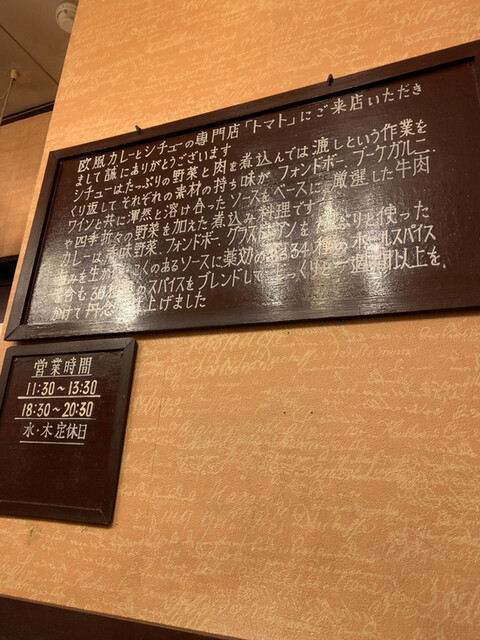 欧風カレーとシチューの専門店「トマト」にご来店いただき
まして誠にありがとうございます
シチューはたっぷりの野菜と肉を煮込んでは漉しという作業を
くり返してそれぞれの素材の持ち味が、フォンドボー、ブーケガルニ、
ワインと共に渾然と溶け合ったソースをベースに、厳選した牛肉
や四季折々の野菜を加えた煮込み料理です
カレーは香味野菜、フォンドボー、グラスドビアンをたっぷりと使った
を生か こくのあるソースに薬効のある34種のホールスパイス
も 36種 のスパイスをブレンドして じっくりと一週間以上を
かけて丹念 上げました
営業時間
11:30~13:30
18:30~20:30
水・木定休日